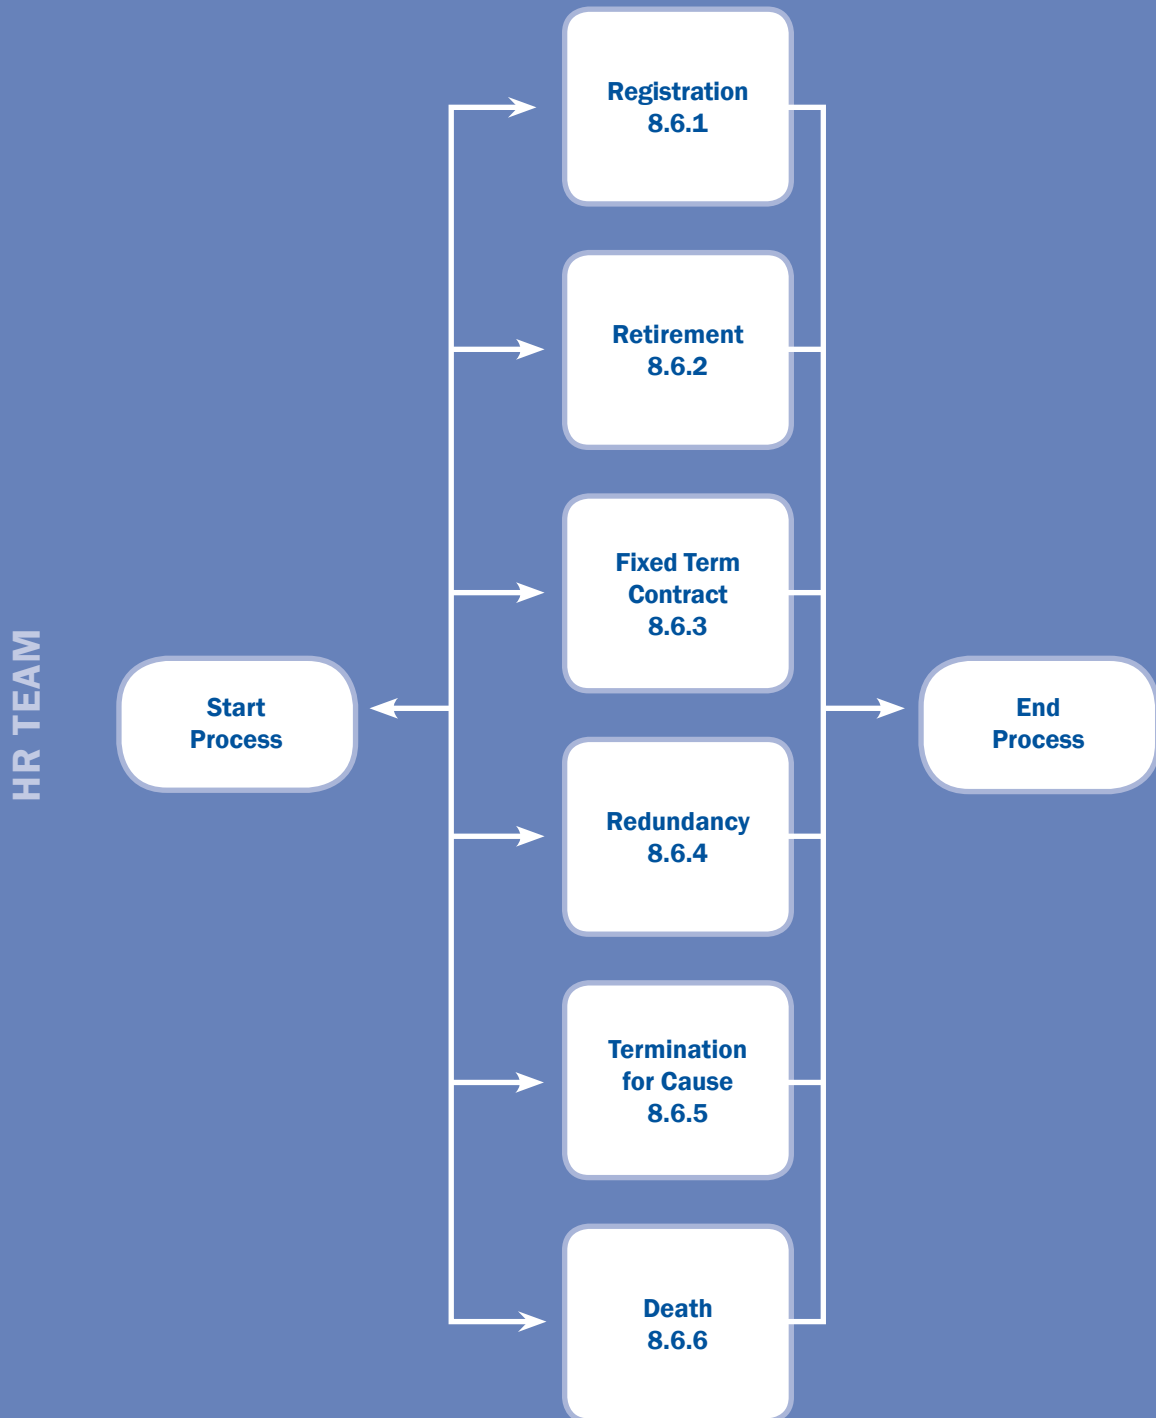 HR TEAM
Start
Process
Registration
8.6.1
Retirement
8.6.2
Fixed Term
Contract
8.6.3
Redundancy
8.6.4
Termination
for Cause
8.6.5
Death
8.6.6
End
Process